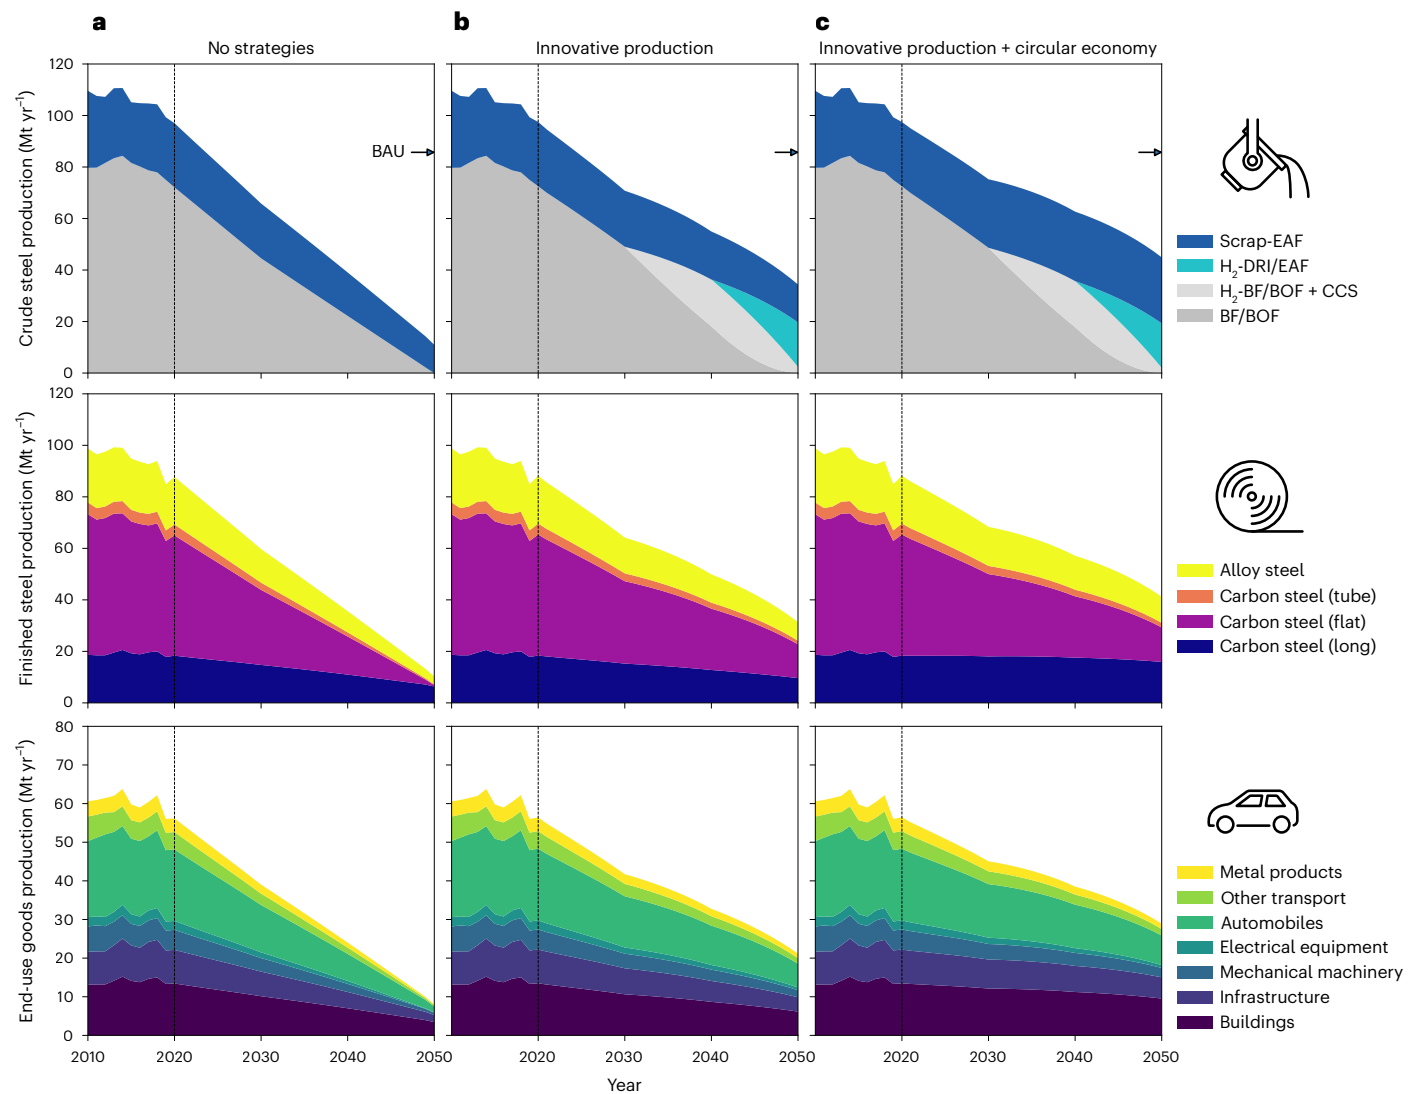 a
b
c
No strategies
Innovative production
Innovative production + circular economy
Crude steel production (Mt yr−1)
120
100
80
60
40
20
0
BAU
Scrap-EAF
H2-DRI/EAF
H2-BF/BOF + CCS
BF/BOF
Finished steel production (Mt yr−1)
120
100
80
60
40
20
0
Alloy steel
Carbon steel (tube)
Carbon steel (flat)
Carbon steel (long)
End-use goods production (Mt yr−1)
80
70
60
50
40
30
20
10
0
Metal products
Other transport
Automobiles
Electrical equipment
Mechanical machinery
Infrastructure
Buildings
2010 2020 2030 2040 2050 2020 2030 2040 2050 2020 2030 2040 2050
Year